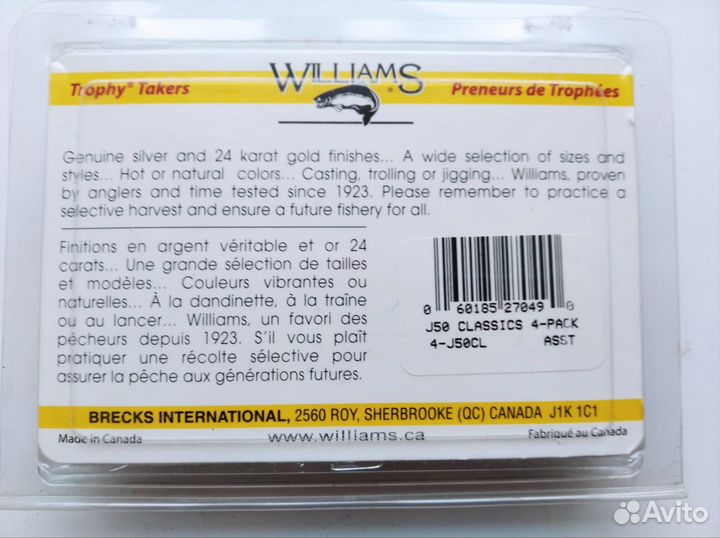 WILLIAMS
Trophy® Takers
Preneurs de Trophées
Genuine silver and 24 karat gold finishes... A wide selection of sizes and
styles... Hot or natural colors... Casting, trolling or jigging... Williams, proven
by anglers and time tested since 1923. Please remember to practice a
selective harvest and ensure a future fishery for all.
Finitions en argent véritable et or 24
carats... Une grande sélection de tailles
et modèles... Couleurs vibrantes ou
naturelles... À la dandinette, à la traîne
ou au lancer... Williams, un favori des
pêcheurs depuis 1923. S'il vous plaît
pratiquer une récolte sélective pour
assurer la pêche aux générations futures.
0 60185 27049 0
J50 CLASSICS 4-PACK
4-J50CL ASST
BRECKS INTERNATIONAL, 2560 ROY, SHERBROOKE (QC) CANADA J1K 1C1
Made in Canada
www.williams.ca
Fabriqué au Canada
Avito